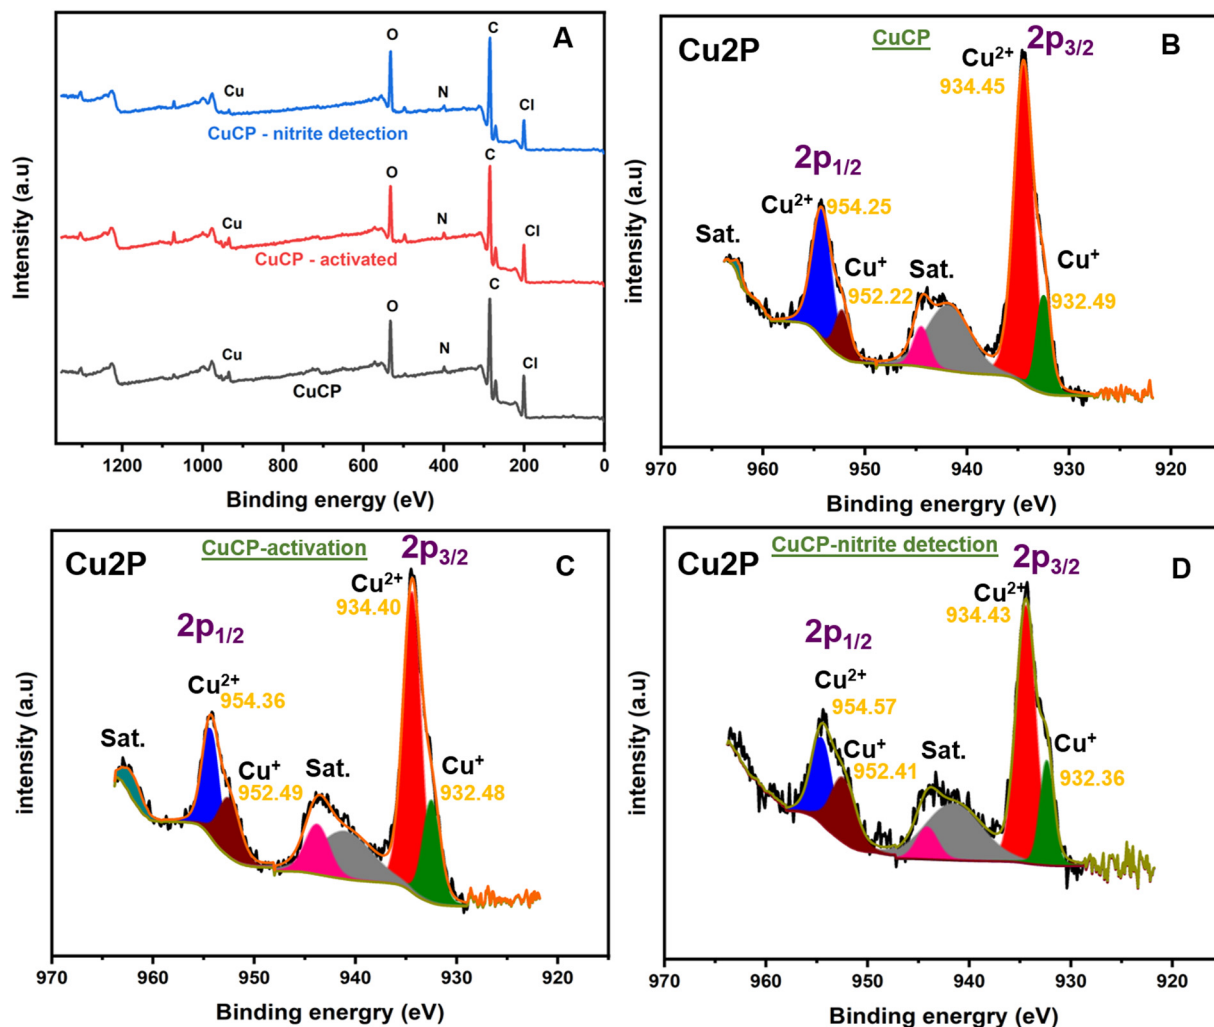 A
O
C
Cu
N
Cl
CuCP - nitrite detection
O
C
Cu
N
Cl
CuCP - activated
O
C
Cu
N
Cl
CuCP
Intensity (a.u)
1200 1000 800 600 400 200 0
Binding energy (eV)
Cu2P
CuCP
2p3/2
B
Cu2+
934.45
2p1/2
Cu2+ 954.25
Sat.
Cu+
952.22
Sat.
Cu+
932.49
intensity (a.u)
970 960 950 940 930 920
Binding energry (eV)
Cu2P
CuCP-activation
2p3/2
C
Cu2+
934.40
2p1/2
Cu2+
954.36
Sat.
Cu+
952.49
Sat.
Cu+
932.48
intensity (a.u)
970 960 950 940 930
Binding engergry (eV)
Cu2P
CuCP-nitrite detection
2p3/2
D
Cu2+
934.43
2p1/2
Cu2+
954.57
Cu+
952.41
Sat.
Cu+
932.36
intensity (a.u)
970 960 950 940 930 920
Binding engergry (eV)